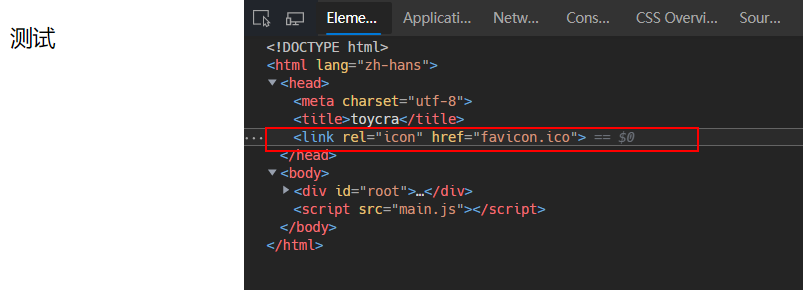 测试
Eleme... Applicati... Netw... Cons... CSS Overvi... Sour...
<!DOCTYPE html>
<html lang="zh-hans">
<head>
<meta charset="utf-8">
<title>toycra</title>
<link rel="icon" href="favicon.ico"> == $0
</head>
<body>
<div id="root">…</div>
<script src="main.js"></script>
</body>
</html>